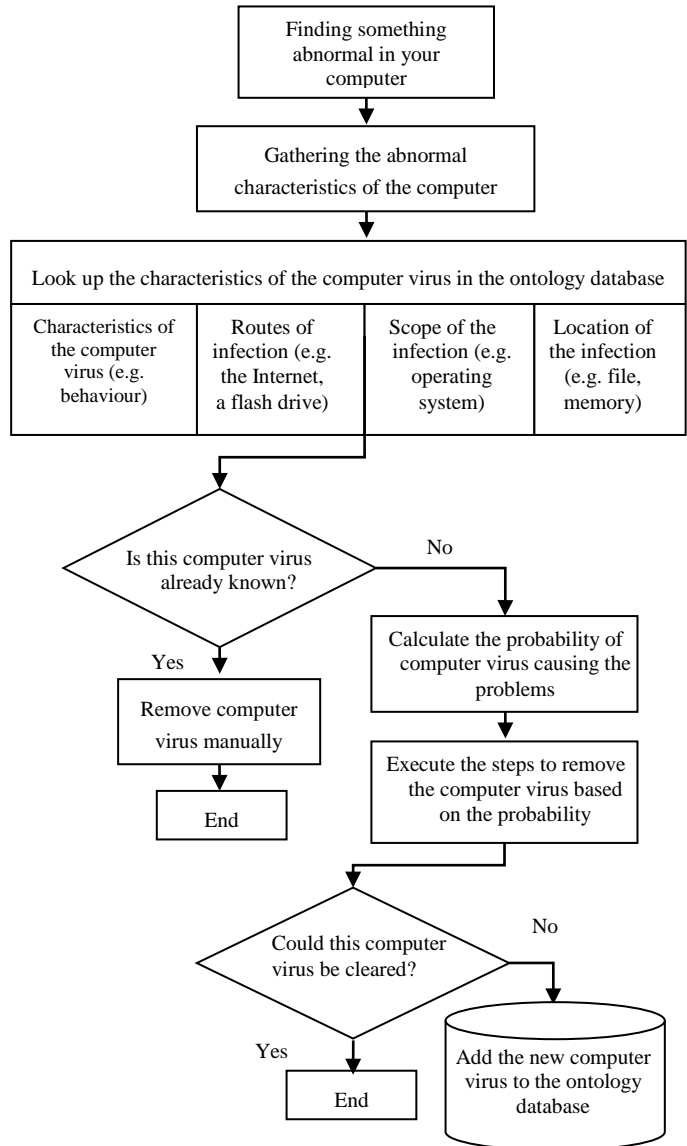 Finding something
abnormal in your
computer
Gathering the abnormal
characteristics of the computer
Look up the characteristics of the computer virus in the ontology database
Characteristics of
the computer
virus (e.g.
behaviour)
Routes of
infection (e.g.
the Internet,
a flash drive)
Scope of the
infection (e.g.
operating
system)
Location of
the infection
(e.g. file,
memory)
Is this computer virus
already known?
No
Yes
Calculate the probability of
computer virus causing the
problems
Remove computer
virus manually
Execute the steps to remove
the computer virus based
on the probability
End
Could this computer
virus be cleared?
No
Yes
Add the new computer
virus to the ontology
database
End